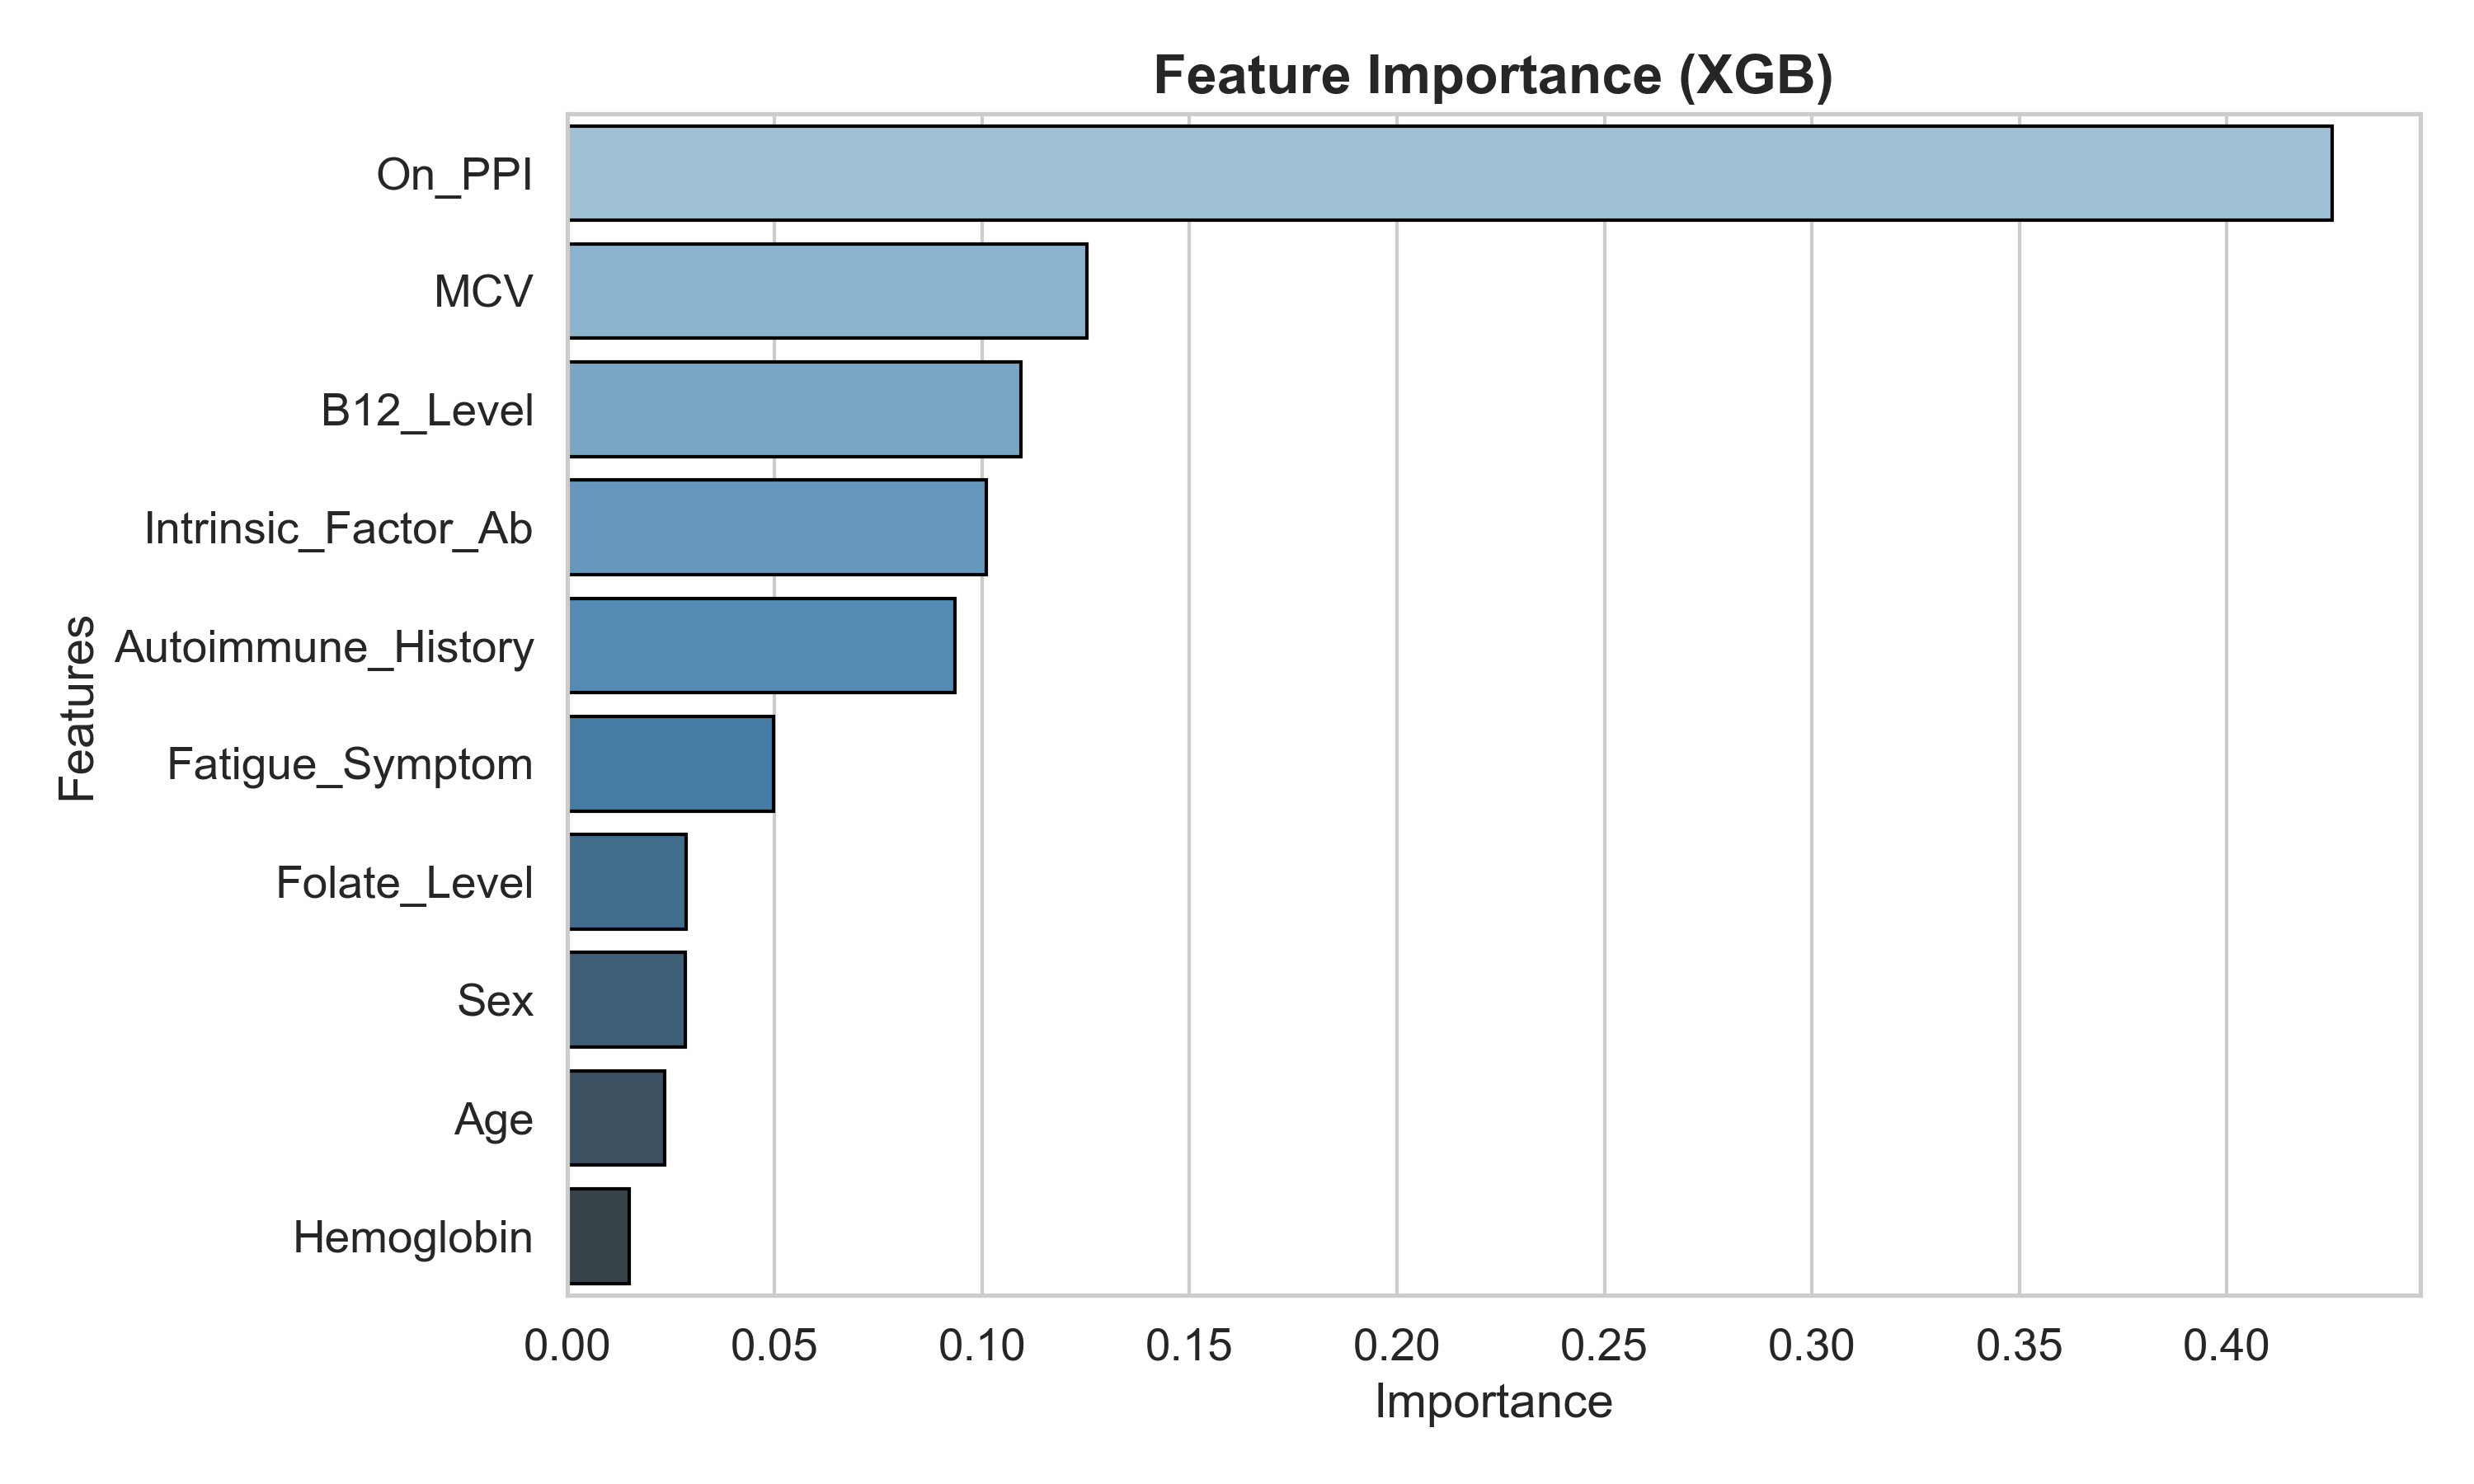 Feature Importance (XGB)
On_PPI
MCV
B12_Level
Intrinsic_Factor_Ab
Autoimmune_History
Fatigue_Symptom
Folate_Level
Sex
Age
Hemoglobin
Features
0.00 0.05 0.10 0.15 0.20 0.25 0.30 0.35 0.40
Importance